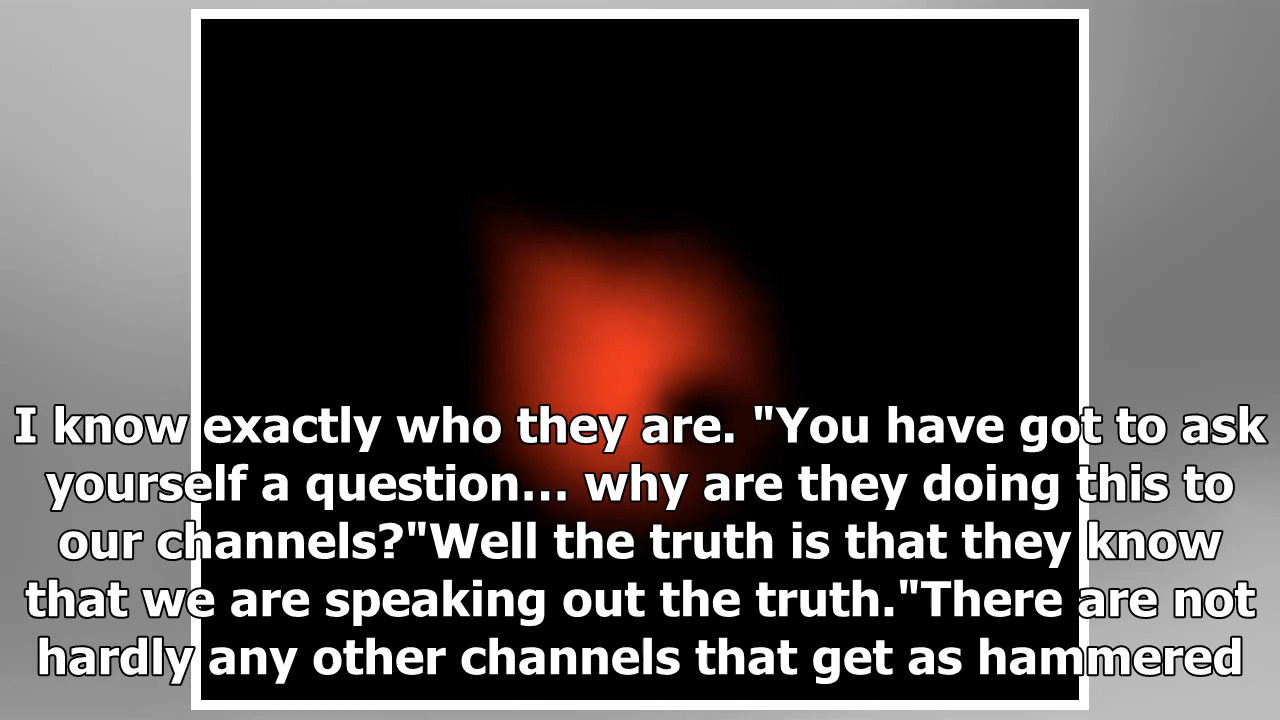 I know exactly who they are. "You have got to ask
yourself a question... why are they doing this to
our channels?"Well the truth is that they know
that we are speaking out the truth."There are not
hardly any other channels that get as hammered